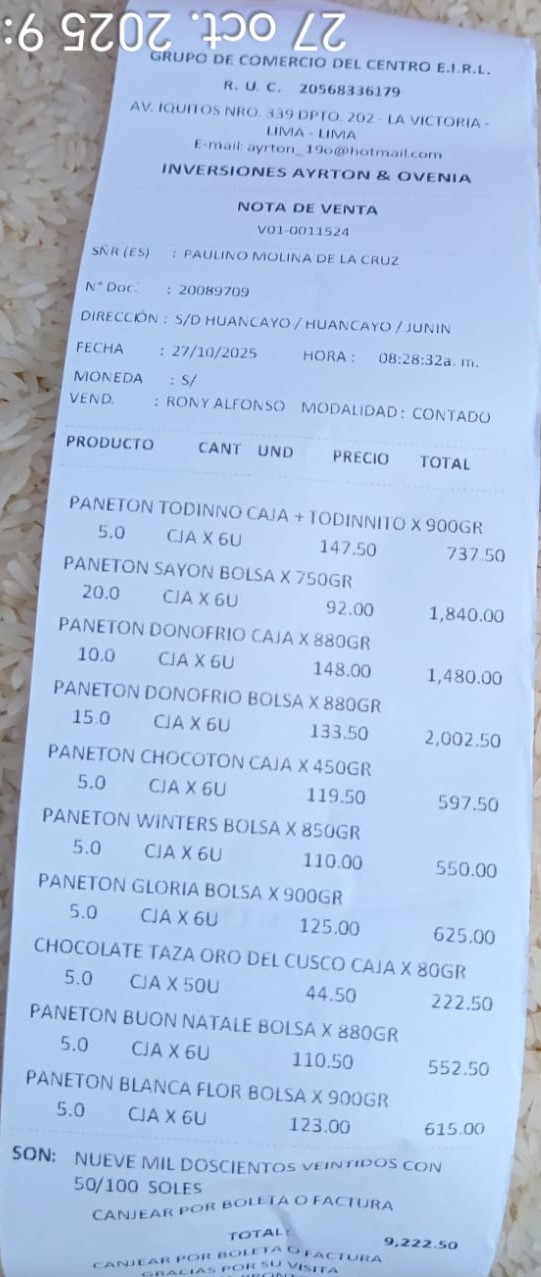 27 oct. 2025 9:
GRUPO DE COMERCIO DEL CENTRO E.I.R.L.
R. U. C. 20568336179
AV. IQUITOS NRO. 339 DPTO. 202 - LA VICTORIA -
LIMA - LIMA
E-mail: ayrton_19o@hotmail.com
INVERSIONES AYRTON & OVENIA
NOTA DE VENTA
V01-0011524
SÑR (ES) : PAULINO MOLINA DE LA CRUZ
N° Doc. : 20089709
DIRECCIÓN : S/D HUANCAYO / HUANCAYO / JUNIN
FECHA : 27/10/2025 HORA : 08:28:32a. m.
MONEDA : S/
VEND. : RONY ALFONSO MODALIDAD : CONTADO
PRODUCTO CANT UND PRECIO TOTAL
PANETON TODINNO CAJA + TODINNITO X 900GR
5.0 CJA X 6U 147.50 737.50
PANETON SAYON BOLSA X 750GR
20.0 CJA X 6U 92.00 1,840.00
PANETON DONOFRIO CAJA X 880GR
10.0 CJA X 6U 148.00 1,480.00
PANETON DONOFRIO BOLSA X 880GR
15.0 CJA X 6U 133.50 2,002.50
PANETON CHOCOTON CAJA X 450GR
5.0 CJA X 6U 119.50 597.50
PANETON WINTERS BOLSA X 850GR
5.0 CJA X 6U 110.00 550.00
PANETON GLORIA BOLSA X 900GR
5.0 CJA X 6U 125.00 625.00
CHOCOLATE TAZA ORO DEL CUSCO CAJA X 80GR
5.0 CJA X 50U 44.50 222.50
PANETON BUON NATALE BOLSA X 880GR
5.0 CJA X 6U 110.50 552.50
PANETON BLANCA FLOR BOLSA X 900GR
5.0 CJA X 6U 123.00 615.00
SON: NUEVE MIL DOSCIENTOS VEINTIDOS CON
50/100 SOLES
CANJEAR POR BOLETA O FACTURA
TOTAL: 9,222.50
CANJEAR POR BOLETA O FACTURA
GRACIAS POR SU VISITA